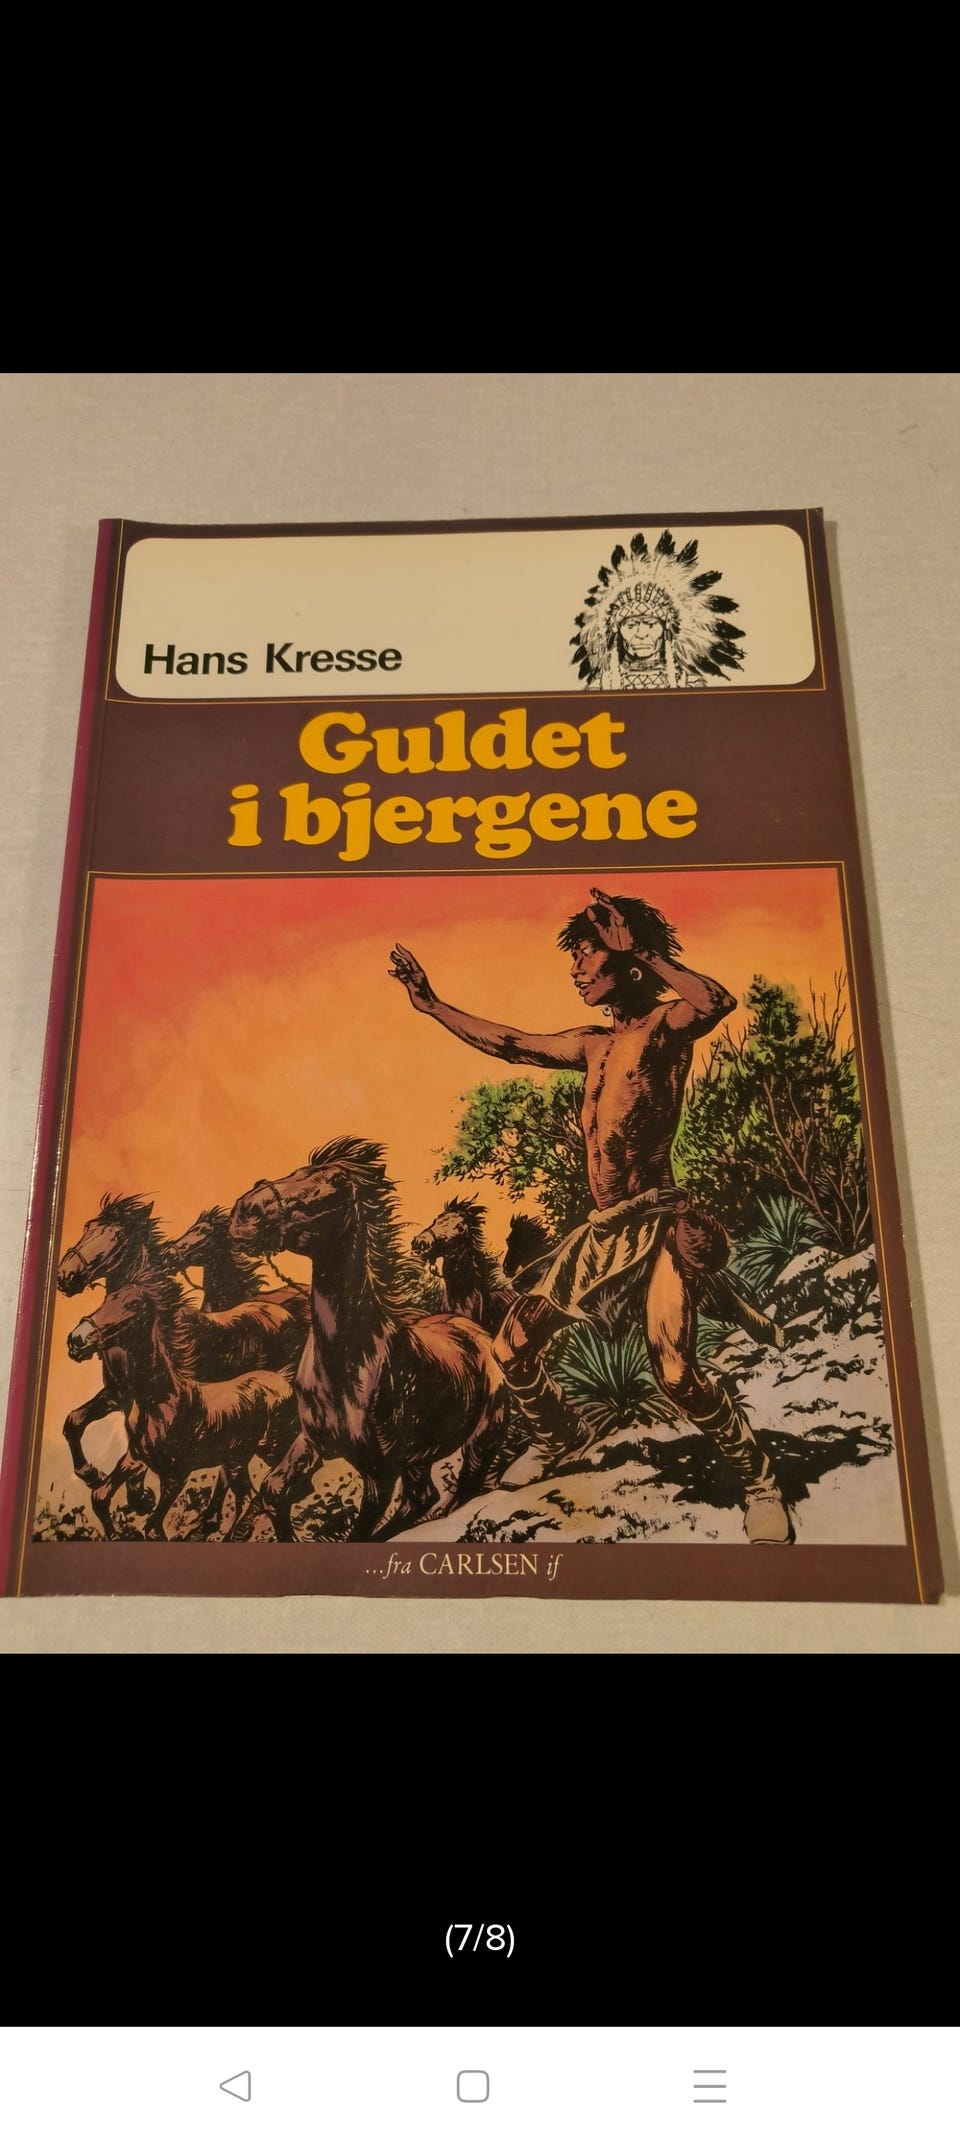 Hans Kresse
Guldet
i bjergene
...fra CARLSEN if
(7/8)